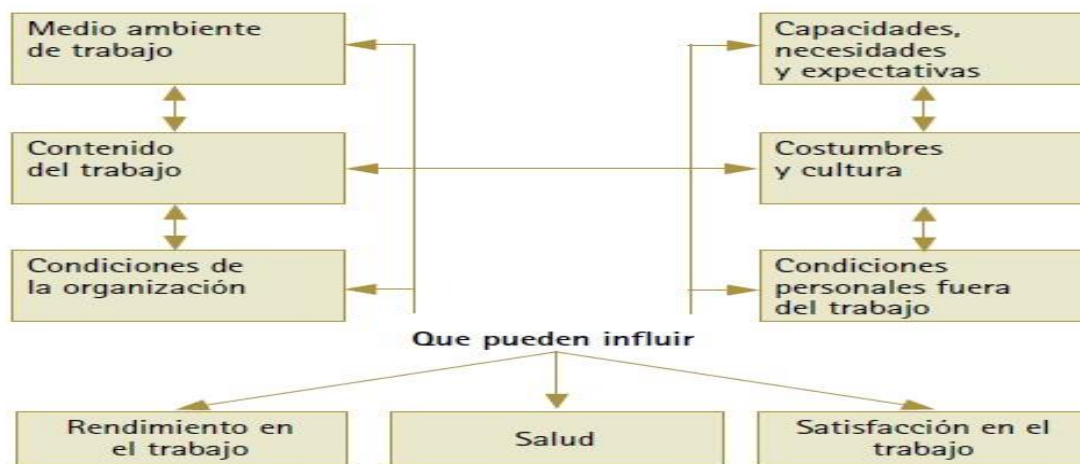 Medio ambiente
de trabajo
Contenido
del trabajo
Condiciones de
la organización
Capacidades,
necesidades
y expectativas
Costumbres
y cultura
Condiciones
personales fuera
del trabajo
Que pueden influir
Rendimiento en
el trabajo
Salud
Satisfacción en el
trabajo